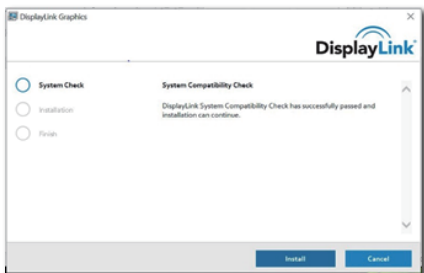 DisplayLink Graphics
DisplayLink
System Check
Installation
Finish
System Compatibility Check
DisplayLink System Compatibility Check has successfully passed and
installation can continue.
Install
Cancel